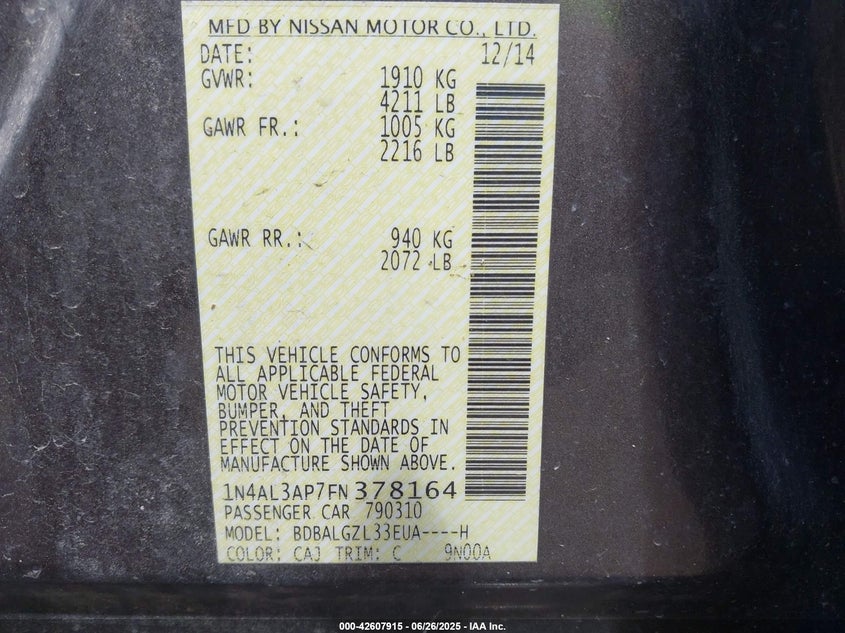 MFD BY NISSAN MOTOR CO., LTD.
DATE: 12/14
GVWR: 1910 KG
4211 LB
GAWR FR.: 1005 KG
2216 LB
GAWR RR.: 940 KG
2072 LB
THIS VEHICLE CONFORMS TO
ALL APPLICABLE FEDERAL
MOTOR VEHICLE SAFETY,
BUMPER, AND THEFT
PREVENTION STANDARDS IN
EFFECT ON THE DATE OF
MANUFACTURE SHOWN ABOVE.
1N4AL3AP7FN378164
PASSENGER CAR 790310
MODEL: BDBALGZL33EUA----H
COLOR: CAJ TRIM: C 9N00A
000-42607915 - 06/26/2025 - IAA Inc.